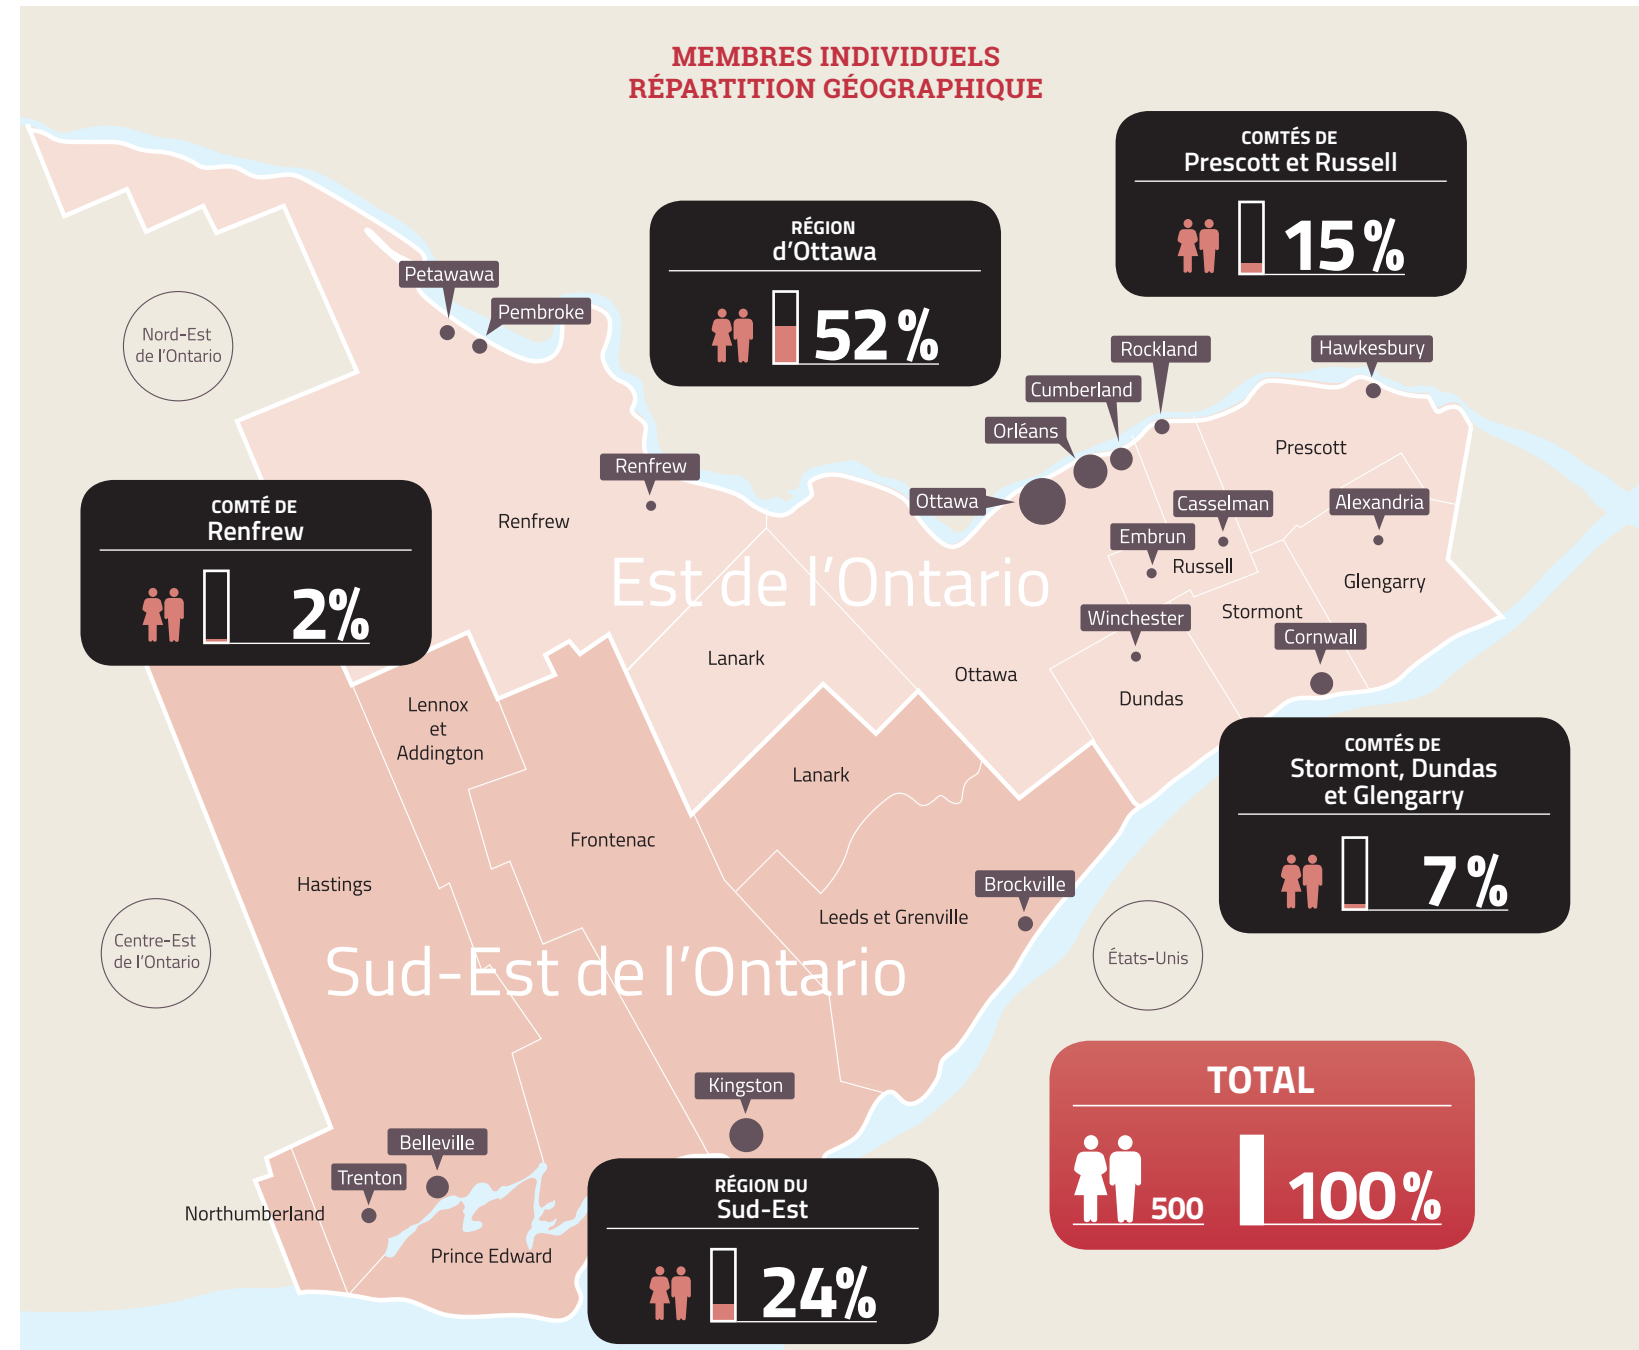 MEMBRES INDIVIDUELS
RÉPARTITION GÉOGRAPHIQUE
COMTÉS DE
Prescott et Russell
15%
RÉGION
d'Ottawa
52%
Petawawa
Pembroke
Nord-Est
de l'Ontario
Rockland
Hawkesbury
Cumberland
Orléans
Prescott
Renfrew
Ottawa
Casselman
Alexandria
COMTÉ DE
Renfrew
2%
Renfrew
Embrun
Russell
Est de l'Ontario
Glengarry
Stormont
Winchester
Cornwall
Lanark
Ottawa
Dundas
Lennox
et
Addington
COMTÉS DE
Stormont, Dundas
et Glengarry
7%
Lanark
Frontenac
Hastings
Brockville
Leeds et Grenville
Centre-Est
de l'Ontario
Sud-Est de l'Ontario
États-Unis
Kingston
TOTAL
500
100%
Belleville
Trenton
Northumberland
Prince Edward
RÉGION DU
Sud-Est
24%